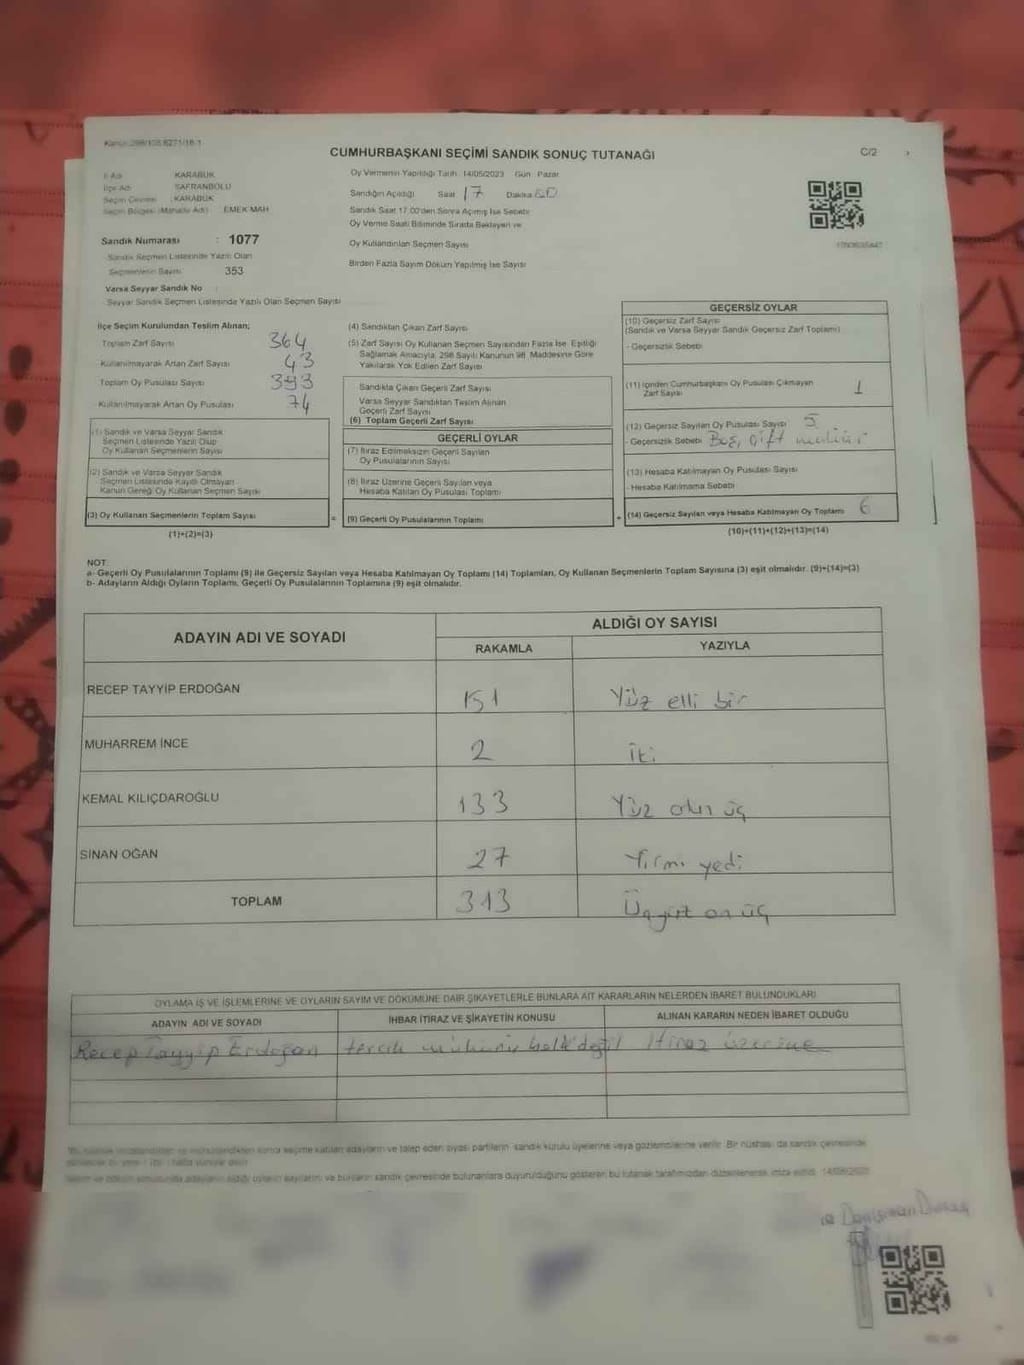 CUMHURBAŞKANI SEÇİMİ SANDIK SONUÇ TUTANAĞI
C/2
İl Adı KARABÜK
İlçe Adı SAFRANBOLU
Seçim Çevresi : KARABÜK
Seçim Bölgesi (Mahalle Adı) : EMEK MAH
Sandık Numarası : 1077
Sandık Seçmen Listesinde Yazılı Olan
Seçmenlerin Sayısı 353
Varsa Seyyar Sandık No :
Seyyar Sandık Seçmen Listesinde Yazılı Olan Seçmen Sayısı
Oy Vermenin Yapıldığı Tarih : 14/05/2023 Gün : Pazar
Sandığın Açıldığı Saat 17 Dakika
Sandık Saat 17.00'den Sonra Açılmış İse Sebebi
Oy Verme Saati Bitiminde Sırada Bekleyen ve
Oy Kullandırılan Seçmen Sayısı
Birden Fazla Sayım Döküm Yapılmış İse Sayısı
İlçe Seçim Kurulundan Teslim Alınan;
Toplam Zarf Sayısı 364
Kullanılmayarak Artan Zarf Sayısı 43
Toplam Oy Pusulası Sayısı 393
Kullanılmayarak Artan Oy Pusulası 74
(1) Sandık ve Varsa Seyyar Sandık
Seçmen Listesinde Yazılı Olup
Oy Kullanan Seçmenlerin Sayısı
(2) Sandık ve Varsa Seyyar Sandık
Seçmen Listesinde Kayıtlı Olmayan
Kanun Gereği Oy Kullanan Seçmen Sayısı
(3) Oy Kullanan Seçmenlerin Toplam Sayısı
(1)+(2)=(3)
(4) Sandıktan Çıkan Zarf Sayısı
(5) Zarf Sayısı Oy Kullanan Seçmen Sayısından Fazla İse, Eşitliği
Sağlamak Amacıyla, 298 Sayılı Kanunun 98. Maddesine Göre
Yakılarak Yok Edilen Zarf Sayısı
Sandıkta Çıkan Geçerli Zarf Sayısı
Varsa Seyyar Sandıktan Teslim Alınan
Geçerli Zarf Sayısı
(6) Toplam Geçerli Zarf Sayısı
GEÇERLİ OYLAR
(7) İtiraz Edilmeksizin Geçerli Sayılan
Oy Pusulalarının Sayısı
(8) İtiraz Üzerine Geçerli Sayılan veya
Hesaba Katılan Oy Pusulası Toplamı
= (9) Geçerli Oy Pusulalarının Toplamı
GEÇERSİZ OYLAR
(10) Geçersiz Zarf Sayısı
(Sandık ve Varsa Seyyar Sandık Geçersiz Zarf Toplamı)
- Geçersizlik Sebebi
(11) İçinden Cumhurbaşkanı Oy Pusulası Çıkmayan
Zarf Sayısı 1
(12) Geçersiz Sayılan Oy Pusulası Sayısı 5
- Geçersizlik Sebebi Boş, Çift
(13) Hesaba Katılmayan Oy Pusulası Sayısı
- Hesaba Katılmama Sebebi
+ (14) Geçersiz Sayılan veya Hesaba Katılmayan Oy Toplamı 6
(10)+(11)+(12)+(13)=(14)
NOT:
a- Geçerli Oy Pusulalarının Toplamı (9) ile Geçersiz Sayılan veya Hesaba Katılmayan Oy Toplamı (14) Toplamları, Oy Kullanan Seçmenlerin Toplam Sayısına (3) eşit olmalıdır. (9)+(14)=(3)
b- Adayların Aldığı Oyların Toplamı, Geçerli Oy Pusulalarının Toplamına (9) eşit olmalıdır.
ADAYIN ADI VE SOYADI ALDIĞI OY SAYISI
RAKAMLA YAZIYLA
RECEP TAYYİP ERDOĞAN 151 Yüz elli bir
MUHARREM İNCE 2 iki
KEMAL KILIÇDAROĞLU 133 Yüz otuz üç
SİNAN OĞAN 27 Yirmi yedi
TOPLAM 313 Üçyüz on üç
OYLAMA İŞ VE İŞLEMLERİNE VE OYLARIN SAYIM VE DÖKÜMÜNE DAİR ŞİKAYETLERLE BUNLARA AİT KARARLARIN NELERDEN İBARET BULUNDUKLARI
ADAYIN ADI VE SOYADI İHBAR İTİRAZ VE ŞİKAYETİN KONUSU ALINAN KARARIN NEDEN İBARET OLDUĞU
Recep Tayyip Erdoğan tercih mührü belli değil İtiraz üzerine